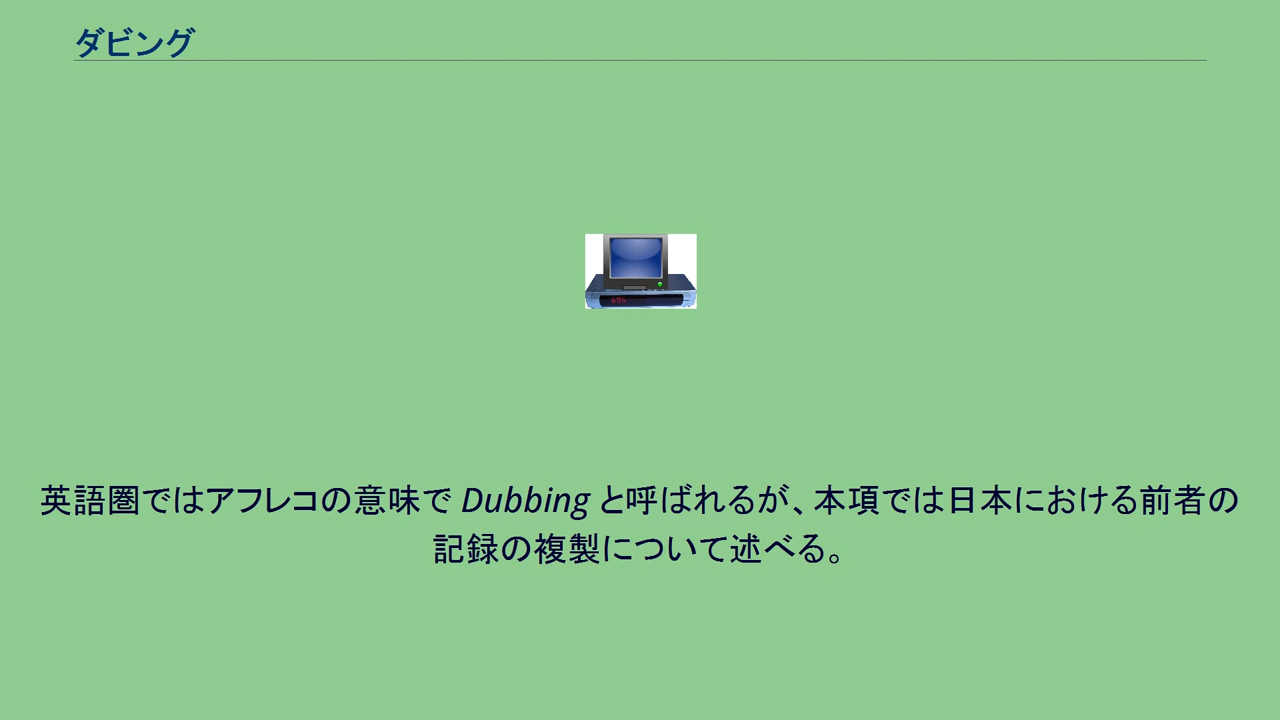 ダビング
英語圏ではアフレコの意味で Dubbing と呼ばれるが、本項では日本における前者の
記録の複製について述べる。